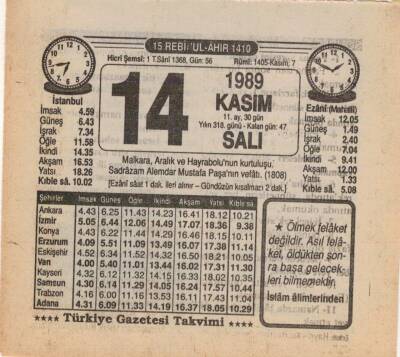 15 REBİ-'UL-ÂHIR 1410
Hicrî Şemsî: 1 T.Sâni 1368, Gün: 56
Rûmî: 1405-Kasım; 7
İstanbul
İmsak 4.59
Güneş 6.43
İşrak 7.34
Öğle 11.58
İkindi 14.35
Akşam 16.53
Yatsı 18.26
Kıble sâ. 10.02
14
1989
KASIM
11. ay, 30 gün
Yılın 318. günü - Kalan gün: 47
SALI
Ezânî (Mahallî)
İmsak 12.05
Güneş 1.49
İşrak 2.40
Öğle 7.04
İkindi 9.41
Akşam 12.00
Yatsı 1.33
Kıble sâ. 5.08
Malkara, Aralık ve Hayrabolu'nun kurtuluşu.
Sadrâzam Alemdar Mustafa Paşa'nın vefâtı. (1808)
[Ezânî sâat 1 dak. ileri alınır – Gündüzün kısalması 2 dak.]
Şehirler İmsak Güneş Öğle İkindi Akşam Yatsı Kıble sâ.
Ankara 4.43 6.25 11.43 14.23 16.41 18.12 10.21
İzmir 5.05 6.44 12.06 14.49 17.07 18.36 9.38
Konya 4.43 6.22 11.44 14.29 16.46 18.15 10.11
Erzurum 4.09 5.51 11.09 13.49 16.07 17.38 11.14
Eskişehir 4.52 6.34 11.52 14.32 16.50 18.21 10.11
Van 4.00 5.40 11.01 13.44 16.02 17.31 11.30
Kayseri 4.32 6.12 11.32 14.15 16.33 18.02 10.35
Samsun 4.30 6.14 11.29 14.05 16.24 17.57 10.44
Trabzon 4.16 6.00 11.16 13.53 16.11 17.43 11.04
Adana 4.31 6.09 11.33 14.19 16.37 18.05 10.29
★ Ölmek felâket
değildir. Asıl felâ-
ket, öldükten son-
ra başa gelecek-
leri bilmemekdir.
İslâm âlimlerinden
★★★★ Türkiye Gazetesi Takvimi ★★★★